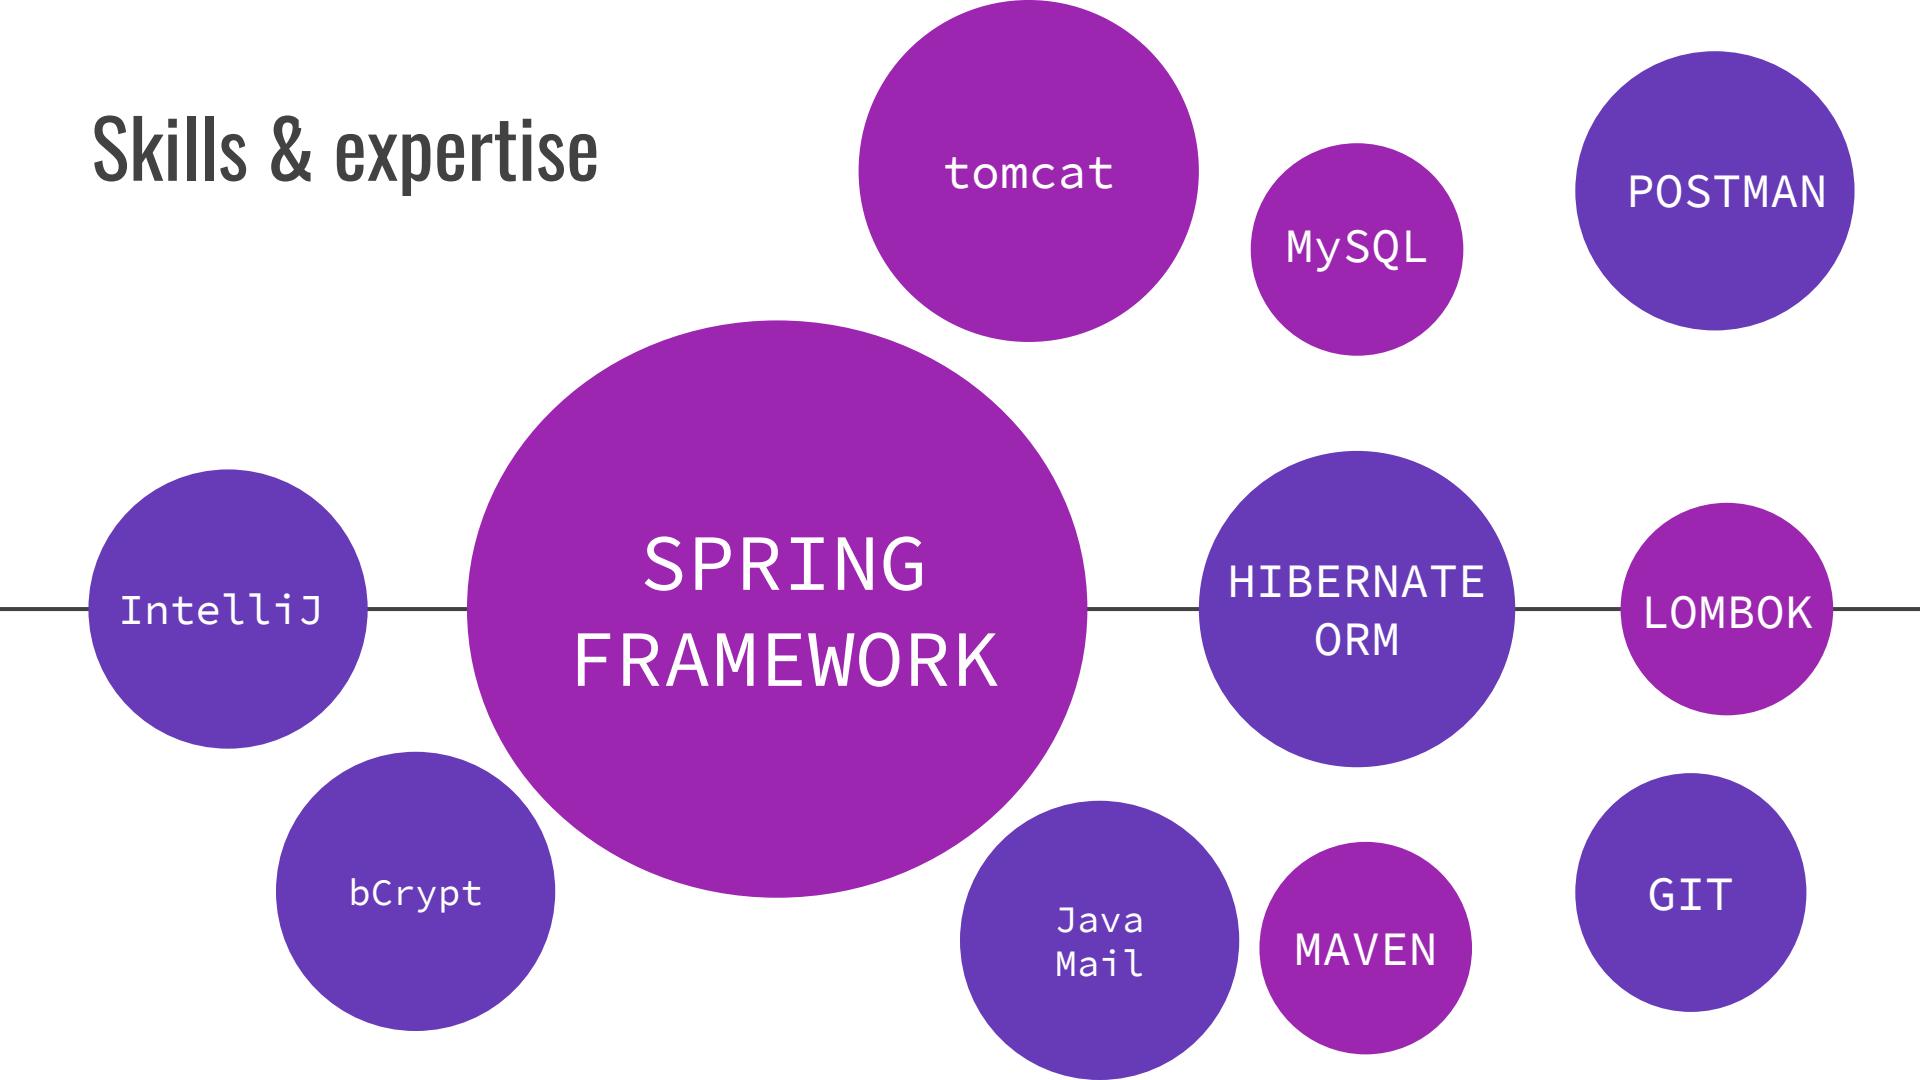 Skills & expertise
tomcat
MySQL
POSTMAN
IntelliJ
SPRING
FRAMEWORK
HIBERNATE
ORM
LOMBOK
bCrypt
Java
Mail
MAVEN
GIT